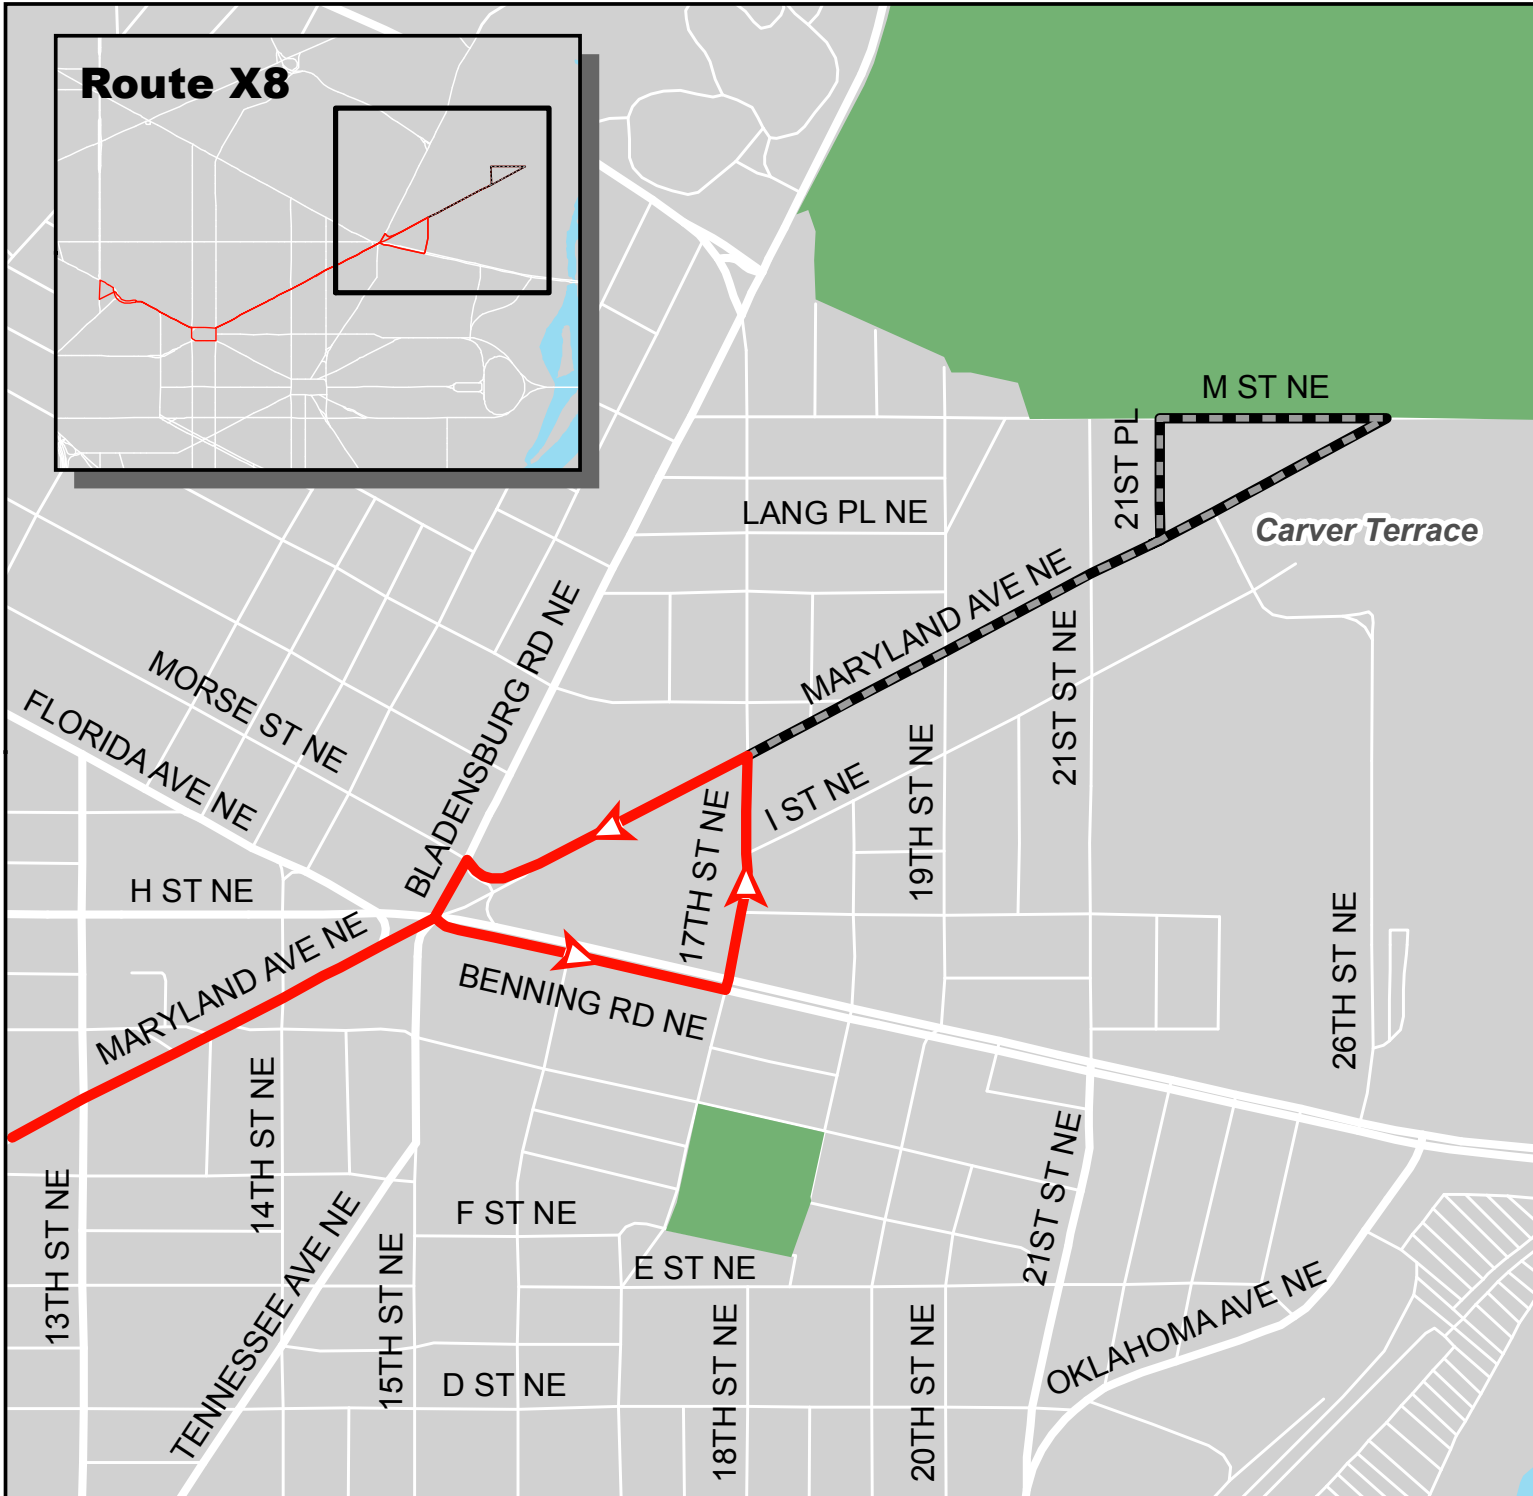 Route X8
M ST NE
21ST PL
LANG PL NE
Carver Terrace
MARYLAND AVE NE
BLADENSBURG RD NE
21ST ST NE
MORSE ST NE
FLORIDA AVE NE
I ST NE
19TH ST NE
17TH ST NE
H ST NE
MARYLAND AVE NE
BENNING RD NE
26TH ST NE
14TH ST NE
13TH ST NE
TENNESSEE AVE NE
15TH ST NE
F ST NE
E ST NE
21ST ST NE
OKLAHOMA AVE NE
D ST NE
18TH ST NE
20TH ST NE